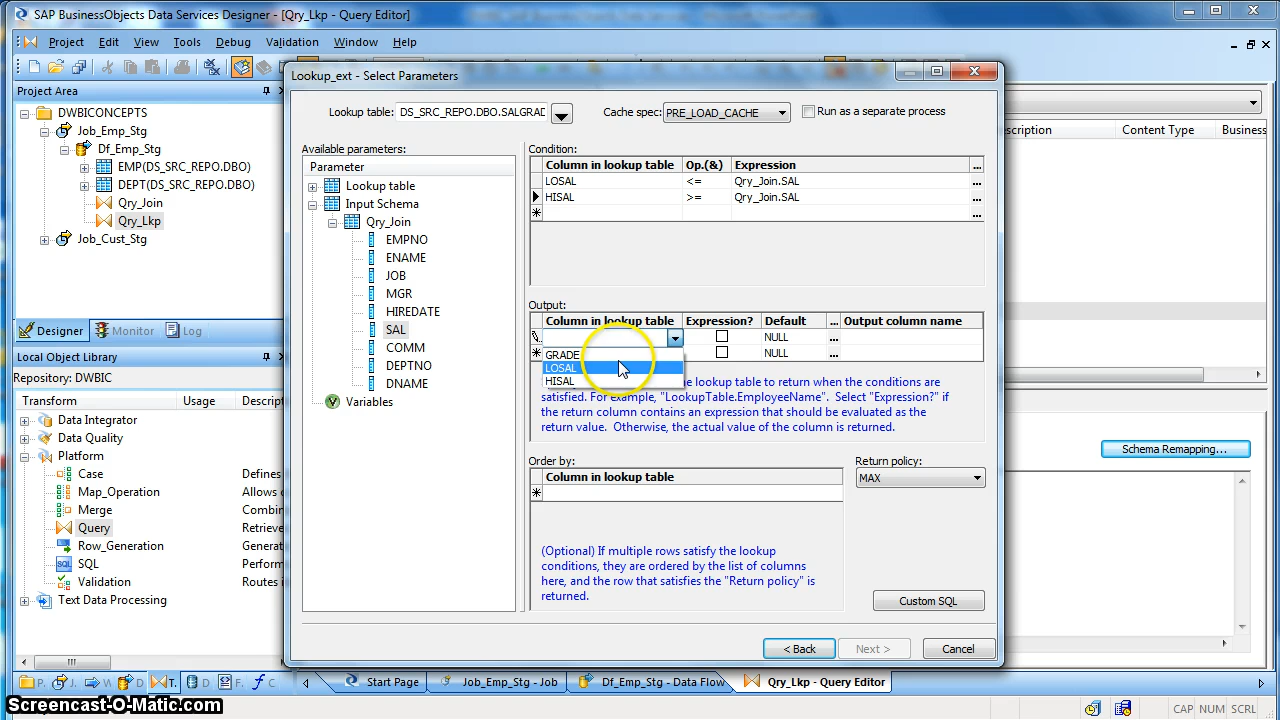 SAP BusinessObjects Data Services Designer - [Qry_Lkp - Query Editor]
Project Edit View Tools Debug Validation Window Help
Project Area
DWBICONCEPTS
Job_Emp_Stg
Df_Emp_Stg
EMP(DS_SRC_REPO.DBO)
DEPT(DS_SRC_REPO.DBO)
Qry_Join
Qry_Lkp
Job_Cust_Stg
Designer Monitor Log
Local Object Library
Repository: DWBIC
Transform Usage Descript
Data Integrator
Data Quality
Platform
Case Defines
Map_Operation Allows
Merge Combin
Query Retrieve
Row_Generation Generat
SQL Perform
Validation Routes i
Text Data Processing
Lookup_ext - Select Parameters
Lookup table: DS_SRC_REPO.DBO.SALGRAD
Cache spec: PRE_LOAD_CACHE
Run as a separate process
Available parameters:
Parameter
Lookup table
Input Schema
Qry_Join
EMPNO
ENAME
JOB
MGR
HIREDATE
SAL
COMM
DEPTNO
DNAME
Variables
Condition:
Column in lookup table Op.(&) Expression ...
LOSAL <= Qry_Join.SAL ...
HISAL >= Qry_Join.SAL ...
...
Output:
Column in lookup table Expression? Default ... Output column name
NULL ...
NULL ...
GRADE
LOSAL
HISAL
lookup table to return when the conditions are
satisfied. For example, "LookupTable.EmployeeName". Select "Expression?" if
the return column contains an expression that should be evaluated as the
return value. Otherwise, the actual value of the column is returned.
Order by:
Column in lookup table
Return policy:
MAX
(Optional) If multiple rows satisfy the lookup
conditions, they are ordered by the list of columns
here, and the row that satisfies the "Return policy" is
returned.
Custom SQL
< Back Next > Cancel
scription Content Type Business
Schema Remapping...
P. J. W D T. D F. C
Start Page Job_Emp_Stg - Job Df_Emp_Stg - Data Flow Qry_Lkp - Query Editor
CAP NUM SCRL
Screencast-O-Matic.com